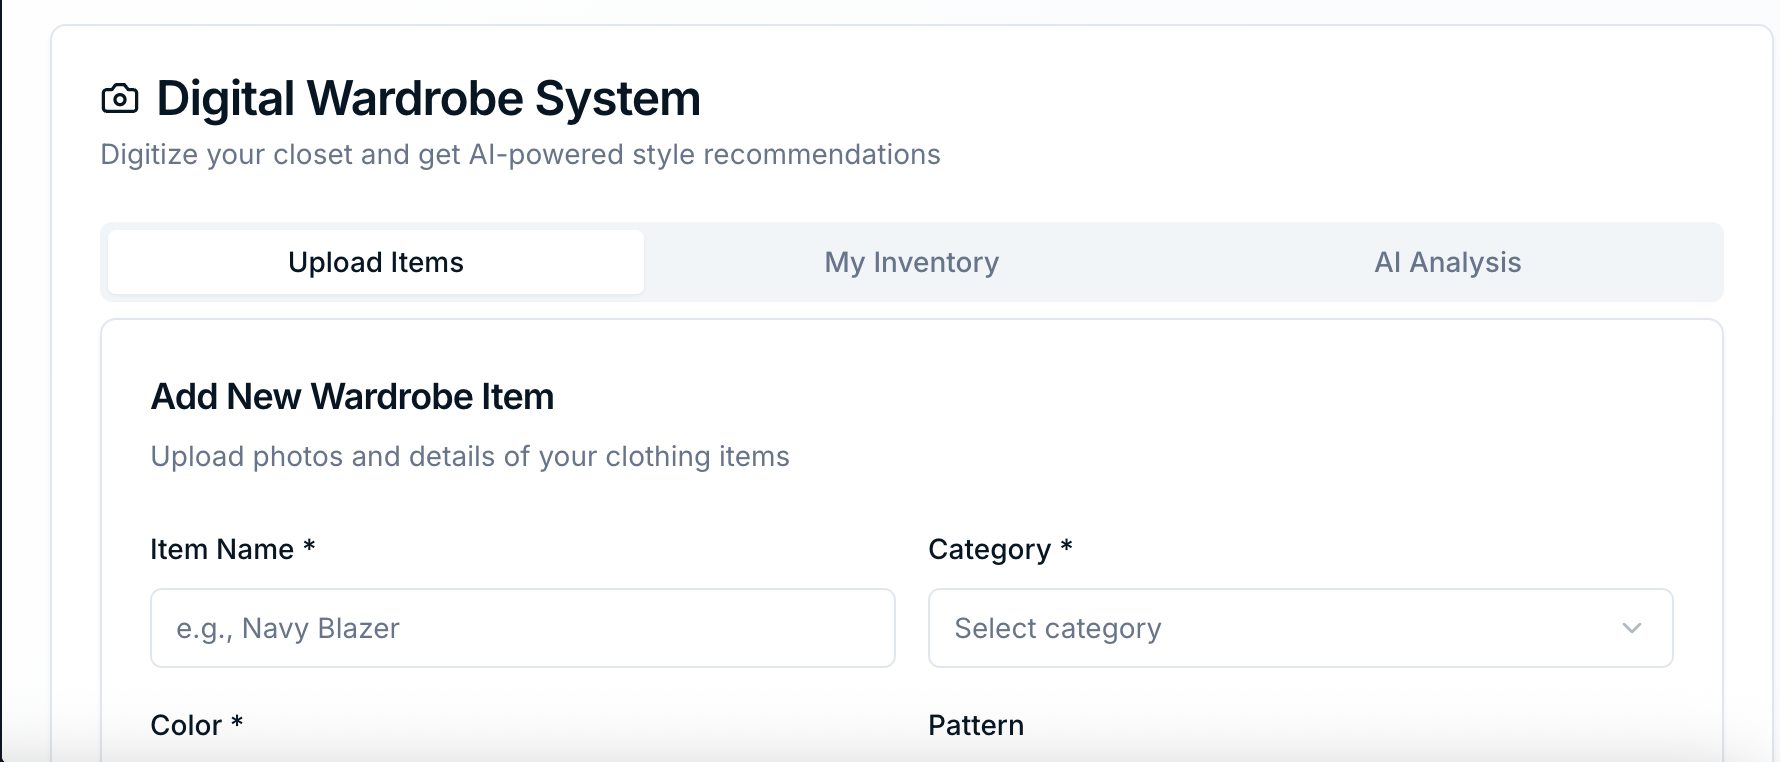 Digital Wardrobe System
Digitize your closet and get AI-powered style recommendations
Upload Items My Inventory AI Analysis
Add New Wardrobe Item
Upload photos and details of your clothing items
Item Name * Category *
e.g., Navy Blazer Select category
Color * Pattern